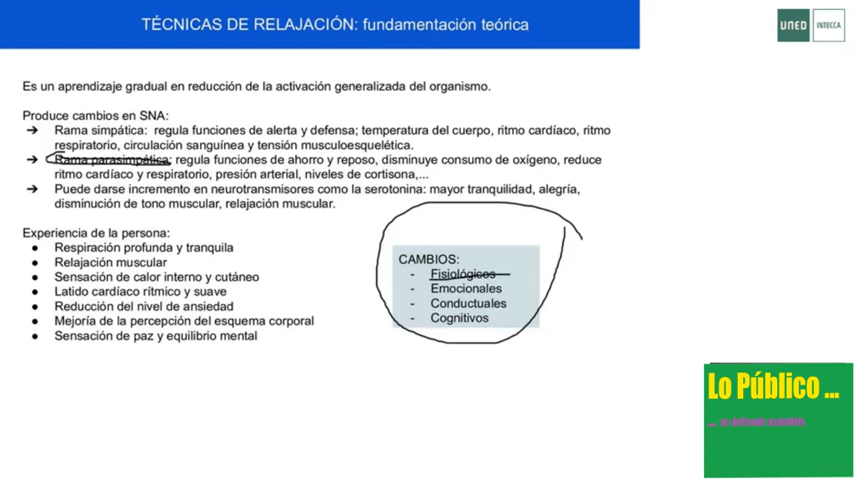 TÉCNICAS DE RELAJACIÓN: fundamentación teórica
UNED
INTECCA
Es un aprendizaje gradual en reducción de la activación generalizada del organismo.
Produce cambios en SNA:
➔ Rama simpática: regula funciones de alerta y defensa; temperatura del cuerpo, ritmo cardíaco, ritmo
respiratorio, circulación sanguínea y tensión musculoesquelética.
➔ Rama parasimpática: regula funciones de ahorro y reposo, disminuye consumo de oxígeno, reduce
ritmo cardíaco y respiratorio, presión arterial, niveles de cortisona,...
➔ Puede darse incremento en neurotransmisores como la serotonina: mayor tranquilidad, alegría,
disminución de tono muscular, relajación muscular.
Experiencia de la persona:
● Respiración profunda y tranquila
● Relajación muscular
● Sensación de calor interno y cutáneo
● Latido cardíaco rítmico y suave
● Reducción del nivel de ansiedad
● Mejoría de la percepción del esquema corporal
● Sensación de paz y equilibrio mental
CAMBIOS:
- Fisiológicos
- Emocionales
- Conductuales
- Cognitivos
Lo Público ...